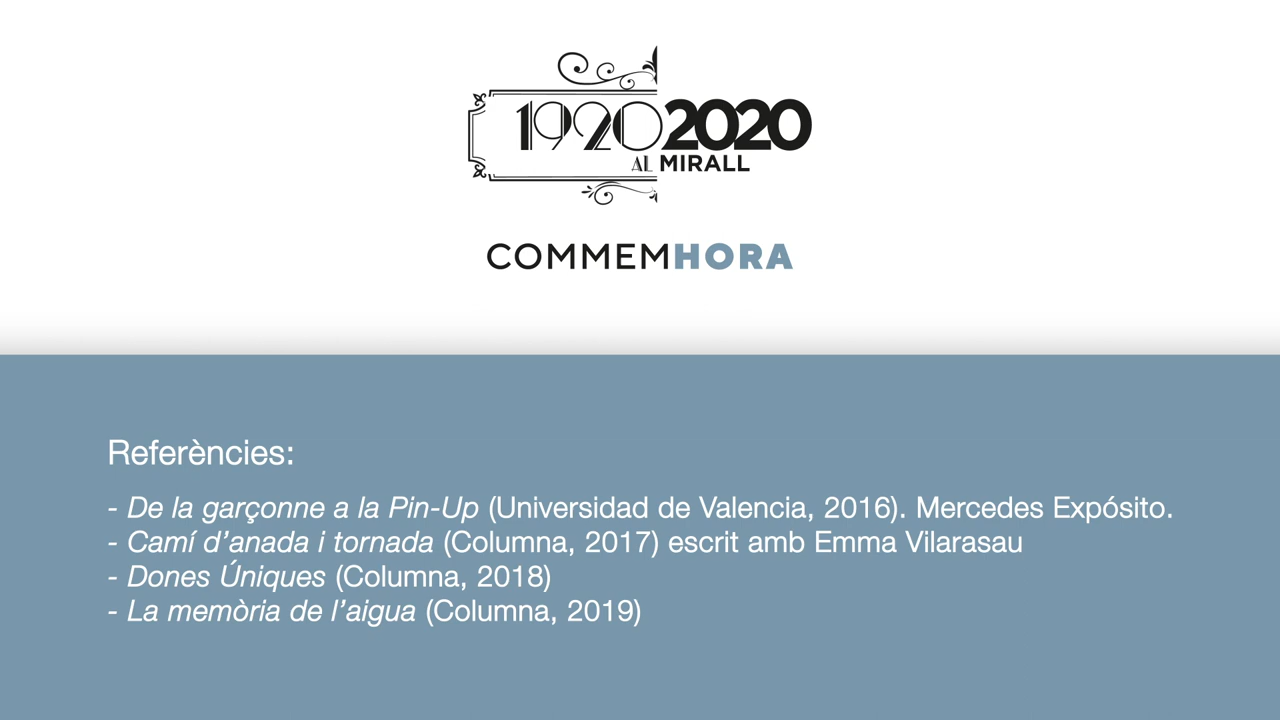 1920 2020
AL MIRALL
COMMEMHORA
Referències:
- De la garçonne a la Pin-Up (Universidad de Valencia, 2016). Mercedes Expósito.
- Camí d’anada i tornada (Columna, 2017) escrit amb Emma Vilarasau
- Dones Úniques (Columna, 2018)
- La memòria de l’aigua (Columna, 2019)